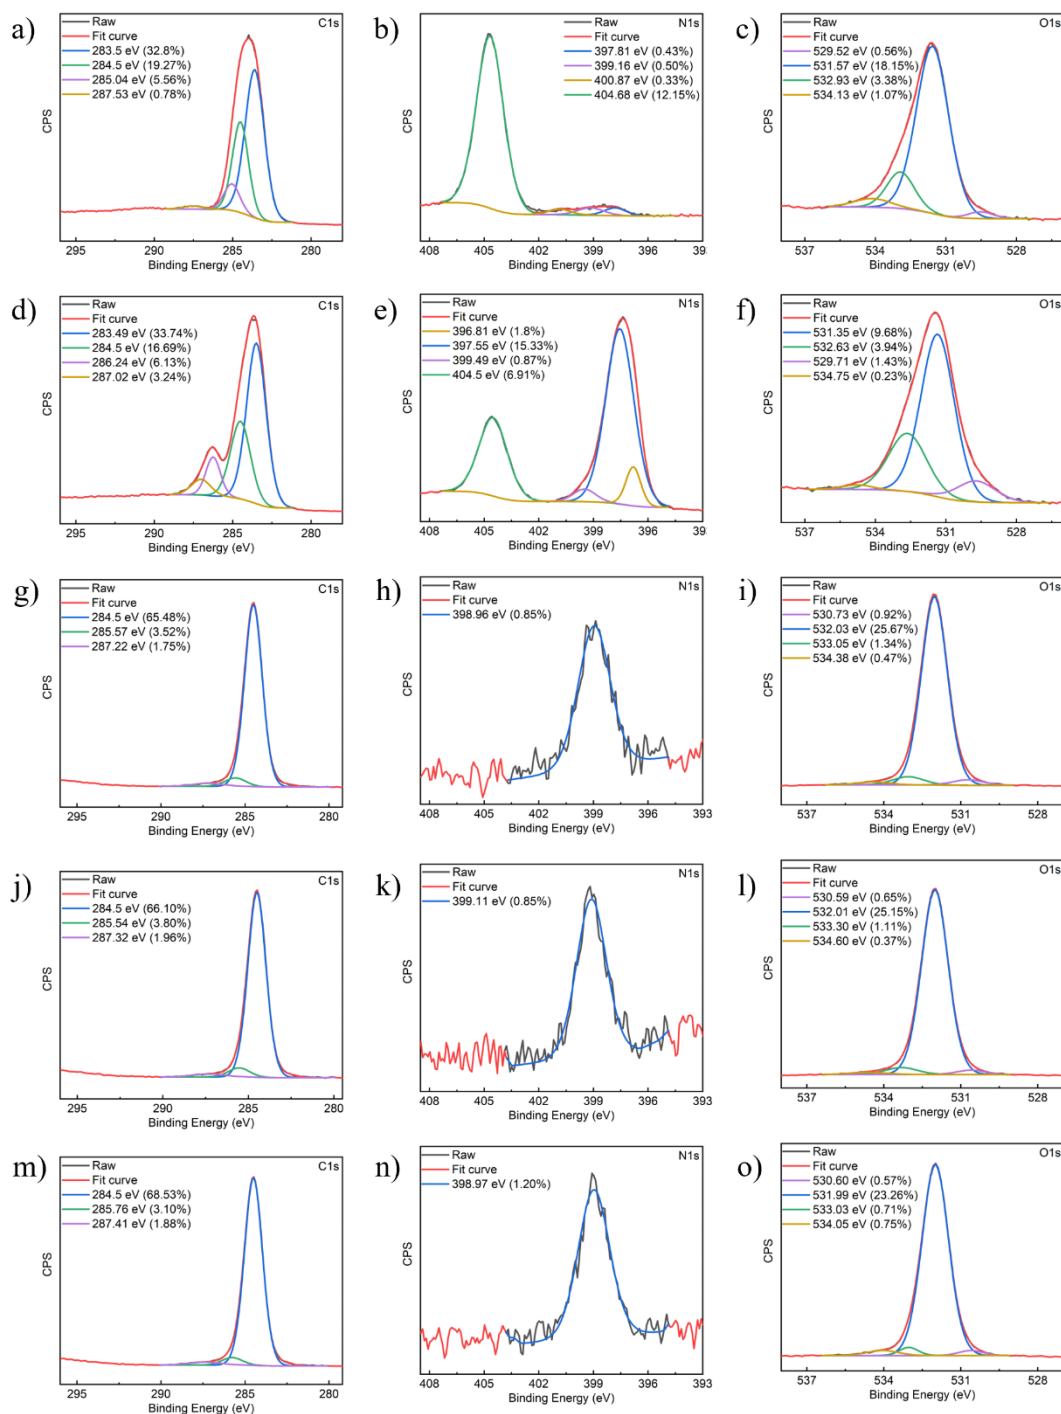 a)
C1s
Raw
Fit curve
283.5 eV (32.8%)
284.5 eV (19.27%)
285.04 eV (5.56%)
287.53 eV (0.78%)
CPS
295 290 285 280
Binding Energy (eV)
b)
N1s
Raw
Fit curve
397.81 eV (0.43%)
399.16 eV (0.50%)
400.87 eV (0.33%)
404.68 eV (12.15%)
CPS
408 405 402 399 396 393
Binding Energy (eV)
c)
O1s
Raw
Fit curve
529.52 eV (0.56%)
531.57 eV (18.15%)
532.93 eV (3.38%)
534.13 eV (1.07%)
CPS
537 534 531 528
Binding Energy (eV)
d)
C1s
Raw
Fit curve
283.49 eV (33.74%)
284.5 eV (16.69%)
286.24 eV (6.13%)
287.02 eV (3.24%)
CPS
295 290 285 280
Binding Energy (eV)
e)
N1s
Raw
Fit curve
396.81 eV (1.8%)
397.55 eV (15.33%)
399.49 eV (0.87%)
404.5 eV (6.91%)
CPS
408 405 402 399 396 393
Binding Energy (eV)
f)
O1s
Raw
Fit curve
531.35 eV (9.68%)
532.63 eV (3.94%)
529.71 eV (1.43%)
534.75 eV (0.23%)
CPS
537 534 531 528
Binding Energy (eV)
g)
C1s
Raw
Fit curve
284.5 eV (65.48%)
285.57 eV (3.52%)
287.22 eV (1.75%)
CPS
295 290 285 280
Binding Energy (eV)
h)
N1s
Raw
Fit curve
398.96 eV (0.85%)
CPS
408 405 402 399 396 393
Binding Energy (eV)
i)
O1s
Raw
Fit curve
530.73 eV (0.92%)
532.03 eV (25.67%)
533.05 eV (1.34%)
534.38 eV (0.47%)
CPS
537 534 531 528
Binding Energy (eV)
j)
C1s
Raw
Fit curve
284.5 eV (66.10%)
285.54 eV (3.80%)
287.32 eV (1.96%)
CPS
295 290 285 280
Binding Energy (eV)
k)
N1s
Raw
Fit curve
399.11 eV (0.85%)
CPS
408 405 402 399 396 393
Binding Energy (eV)
l)
O1s
Raw
Fit curve
530.59 eV (0.65%)
532.01 eV (25.15%)
533.30 eV (1.11%)
534.60 eV (0.37%)
CPS
537 534 531 528
Binding Energy (eV)
m)
C1s
Raw
Fit curve
284.5 eV (68.53%)
285.76 eV (3.10%)
287.41 eV (1.88%)
CPS
295 290 285 280
Binding Energy (eV)
n)
N1s
Raw
Fit curve
398.97 eV (1.20%)
CPS
408 405 402 399 396 393
Binding Energy (eV)
o)
O1s
Raw
Fit curve
530.60 eV (0.57%)
531.99 eV (23.26%)
533.03 eV (0.71%)
534.05 eV (0.75%)
CPS
537 534 531 528
Binding Energy (eV)